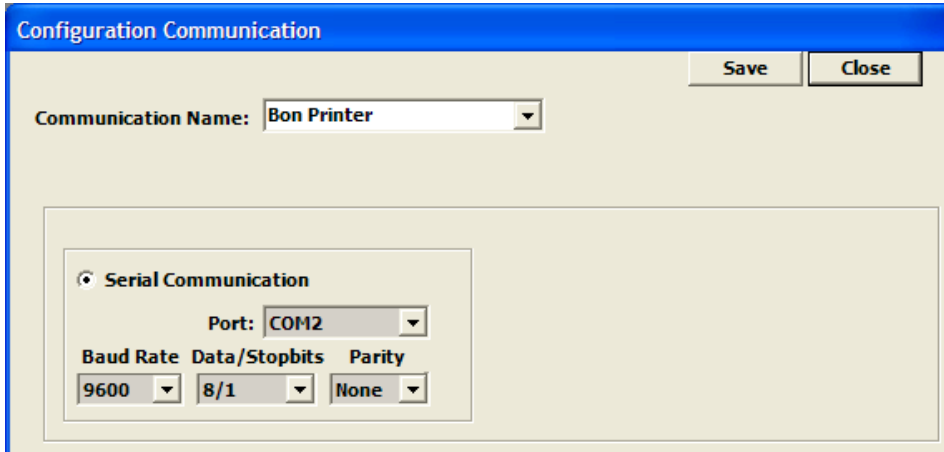 Configuration Communication
Save Close
Communication Name: Bon Printer
Serial Communication
Port: COM2
Baud Rate Data/Stopbits Parity
9600 8/1 None